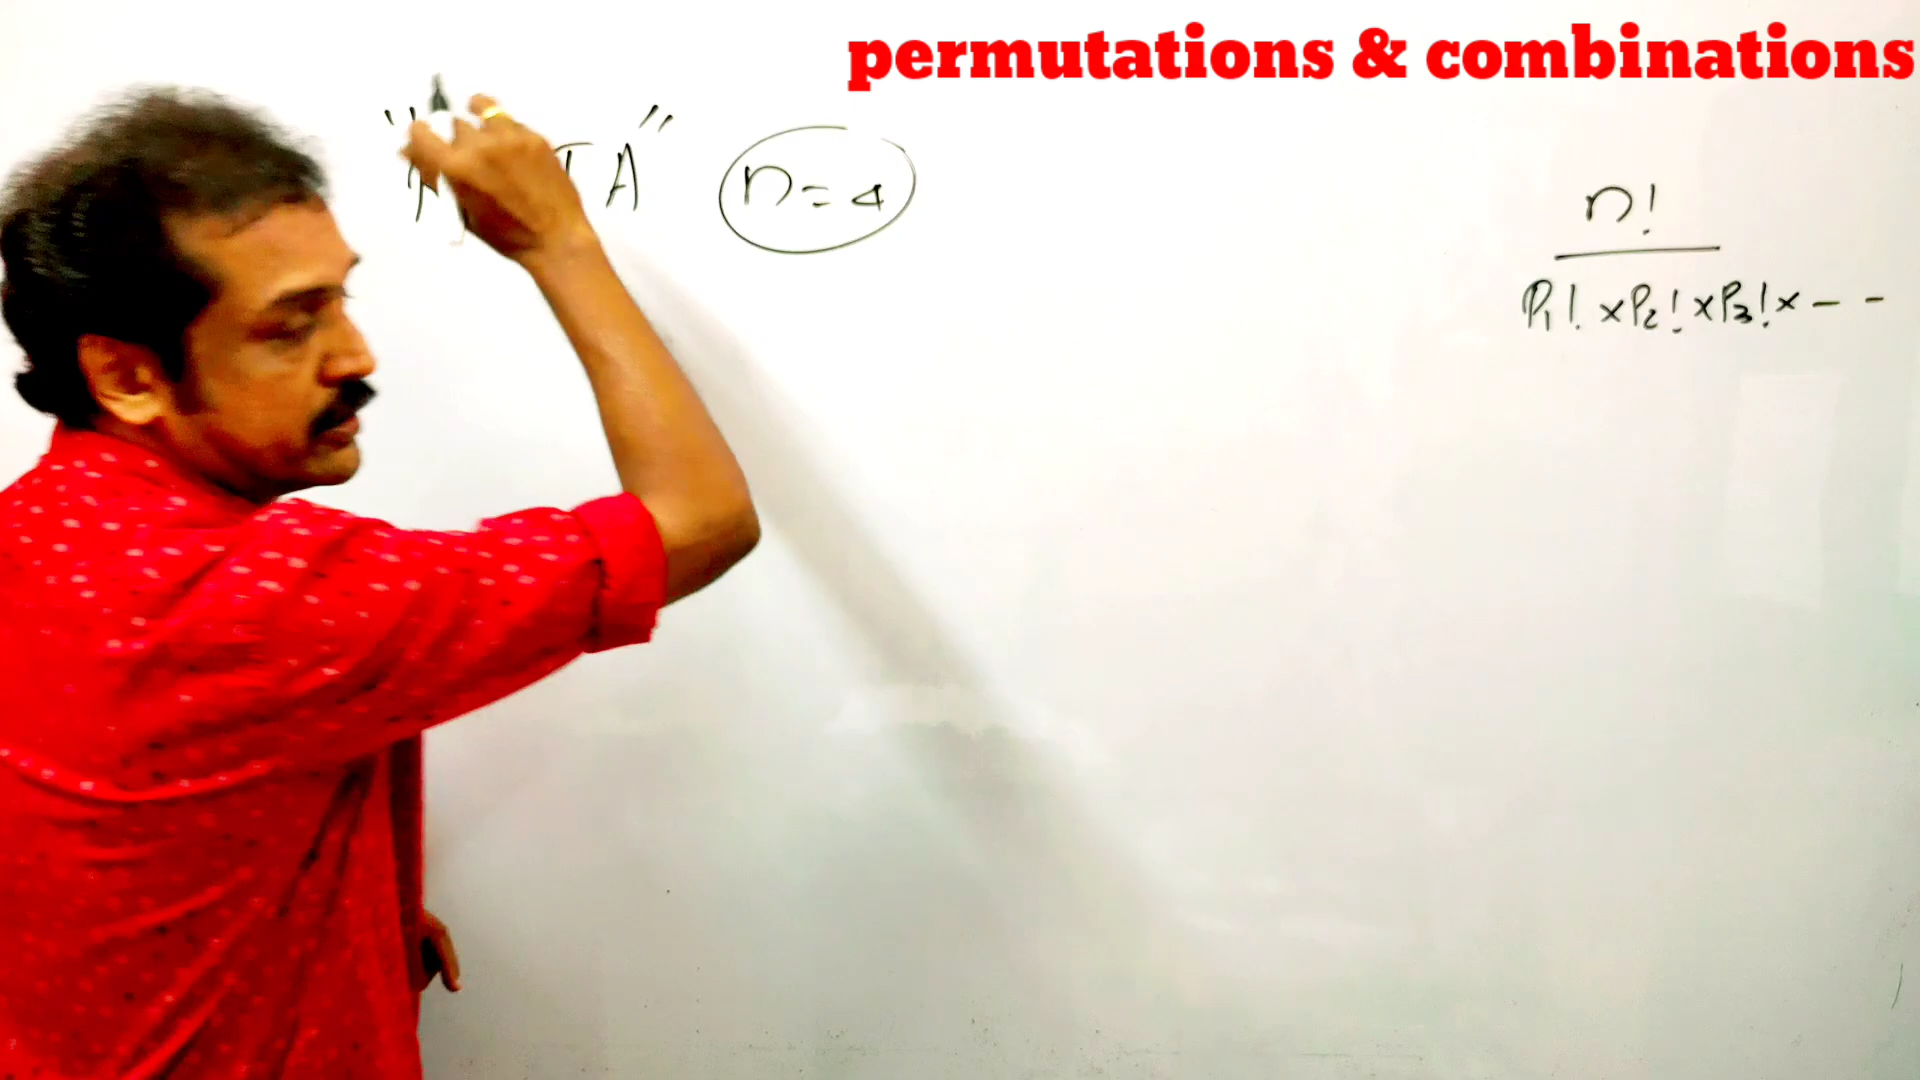 permutations & combinations
A" n=4
n!
P₁! × P₂! × P₃! × - -